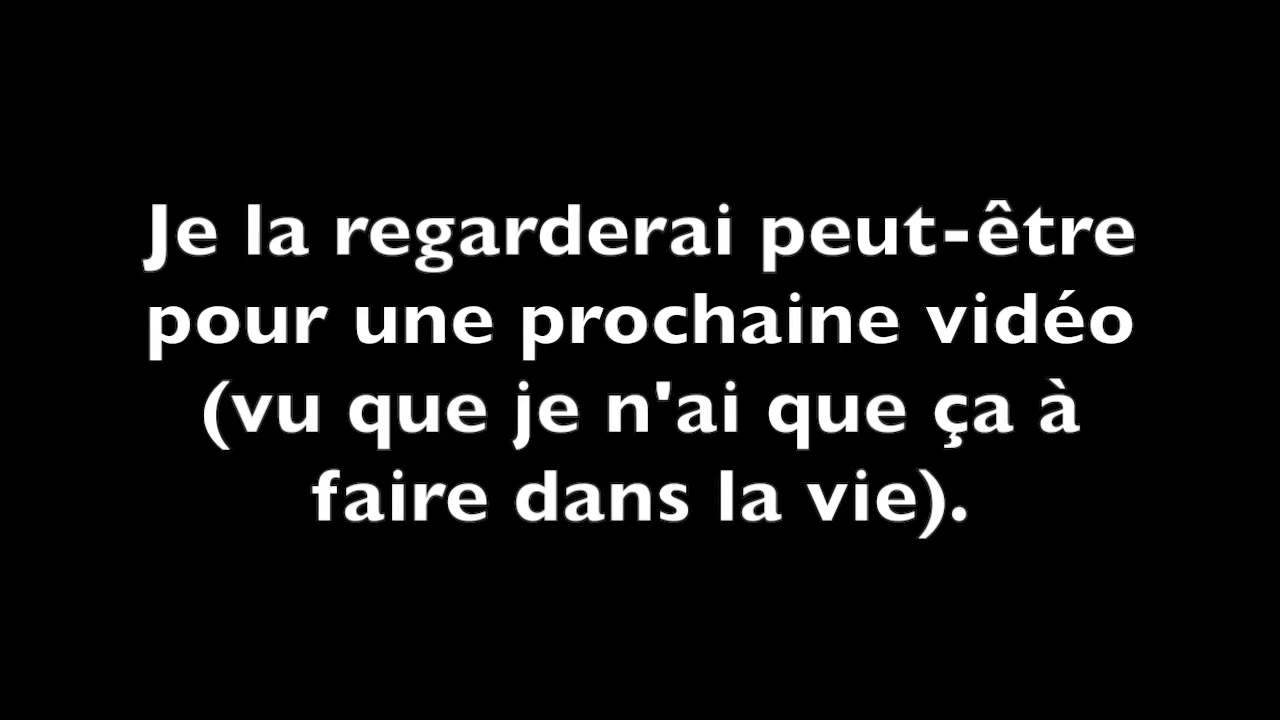 Je la regarderai peut-être
pour une prochaine vidéo
(vu que je n'ai que ça à
faire dans la vie).